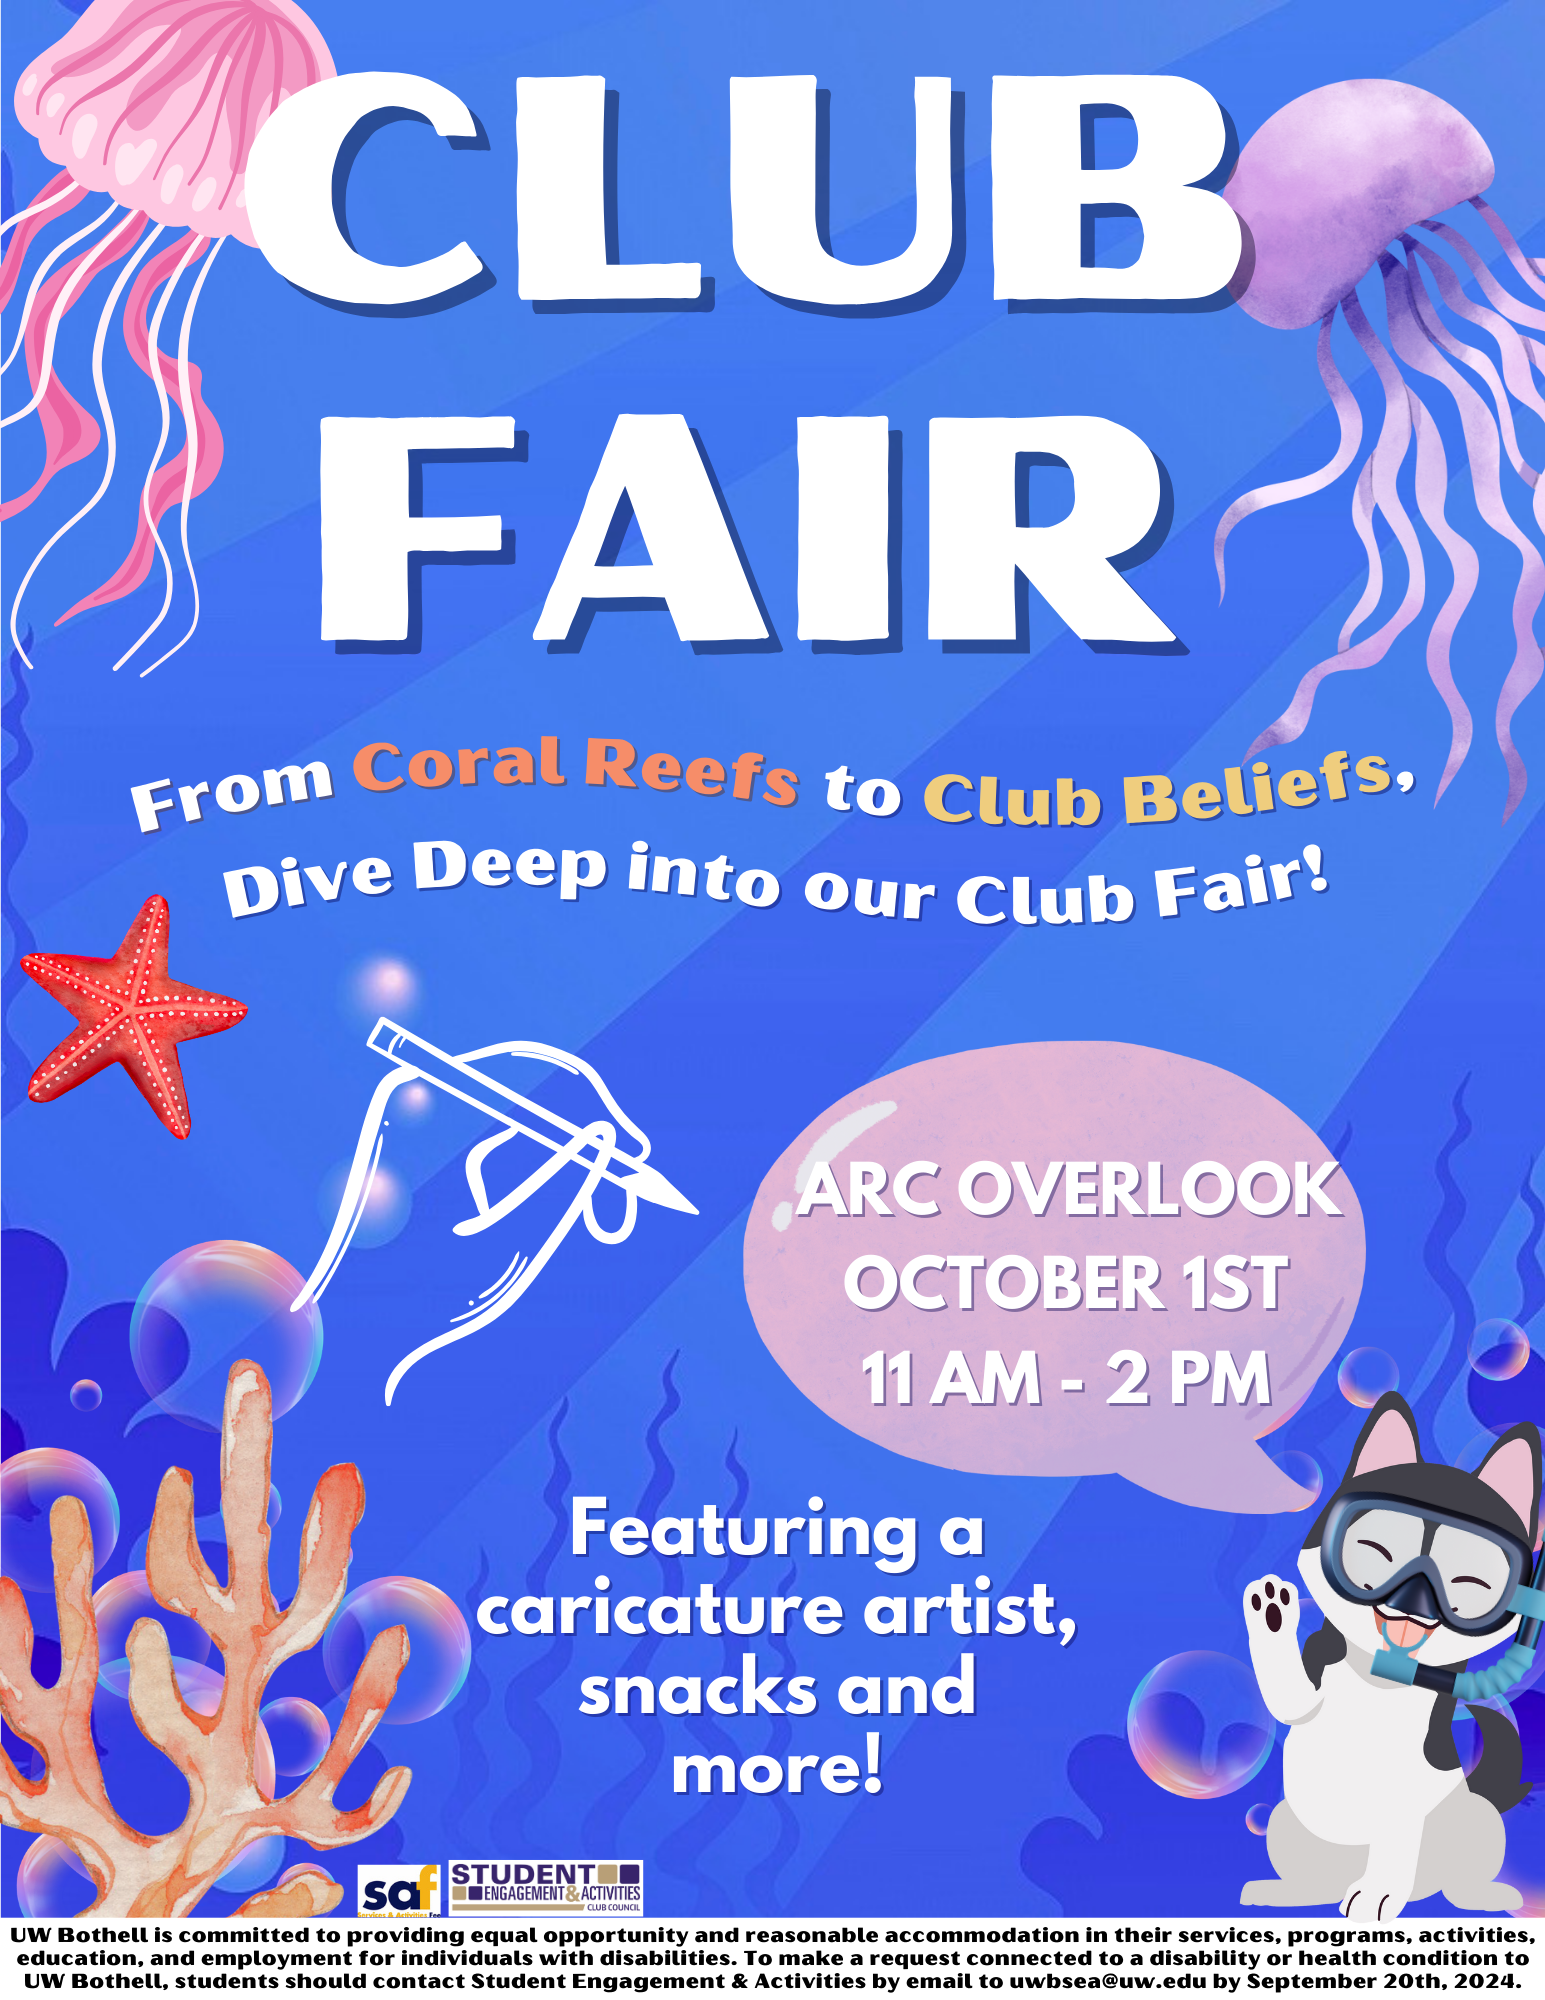 CLUB
FAIR
From Coral Reefs to Club Beliefs,
Dive Deep into our Club Fair!
ARC OVERLOOK
OCTOBER 1ST
11 AM - 2 PM
Featuring a
caricature artist,
snacks and
more!
saf
Services & Activities Fee
STUDENT
ENGAGEMENT & ACTIVITIES
CLUB COUNCIL
UW Bothell is committed to providing equal opportunity and reasonable accommodation in their services, programs, activities,
education, and employment for individuals with disabilities. To make a request connected to a disability or health condition to
UW Bothell, students should contact Student Engagement & Activities by email to uwbsea@uw.edu by September 20th, 2024.